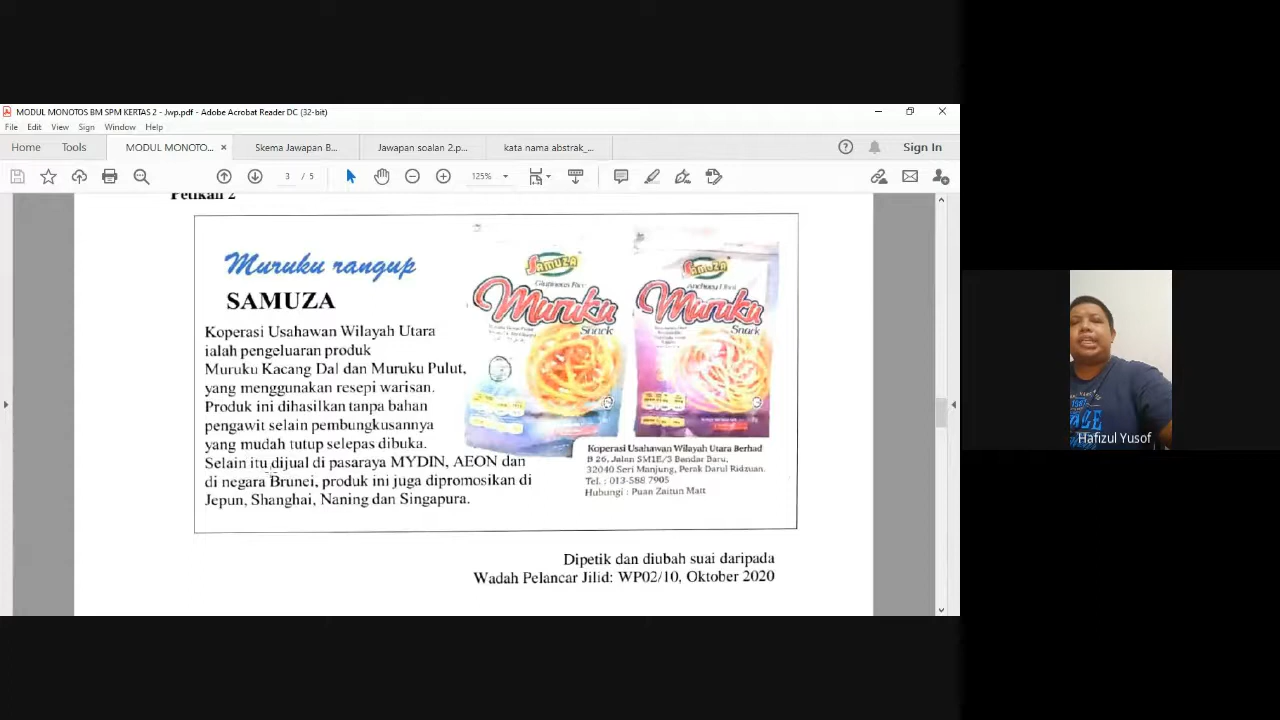 MODUL MONOTOS BM SPM KERTAS 2 - Jwp.pdf - Adobe Acrobat Reader DC (32-bit)
File Edit View Sign Window Help
Home Tools MODUL MONOTO... × Skema Jawapan B... Jawapan soalan 2.p... kata nama abstrak_... Sign In
3 / 5 125%
Petikan 2
Muruku rangup
SAMUZA
Koperasi Usahawan Wilayah Utara
ialah pengeluaran produk
Muruku Kacang Dal dan Muruku Pulut,
yang menggunakan resepi warisan.
Produk ini dihasilkan tanpa bahan
pengawit selain pembungkusannya
yang mudah tutup selepas dibuka.
Selain itu dijual di pasaraya MYDIN, AEON dan
di negara Brunei, produk ini juga dipromosikan di
Jepun, Shanghai, Naning dan Singapura.
SAMUZA
Glutinous Rice
Muruku
Snack
SAMUZA
Muruku
Snack
Koperasi Usahawan Wilayah Utara Berhad
B 26, Jalan SM1E/3 Bandar Baru,
32040 Seri Manjung, Perak Darul Ridzuan.
Tel. : 013-588 7905
Hubungi : Puan Zaitun Matt
Dipetik dan diubah suai daripada
Wadah Pelancar Jilid: WP02/10, Oktober 2020
Hafizul Yusof